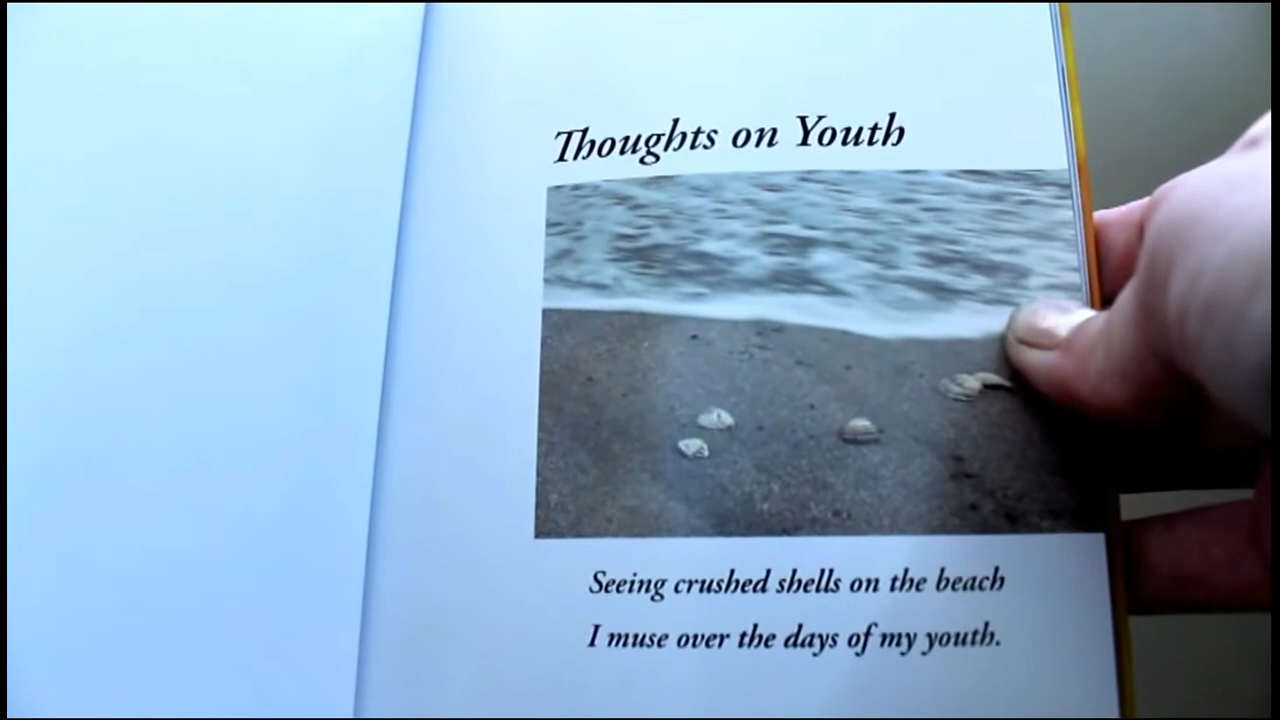 Thoughts on Youth
Seeing crushed shells on the beach
I muse over the days of my youth.